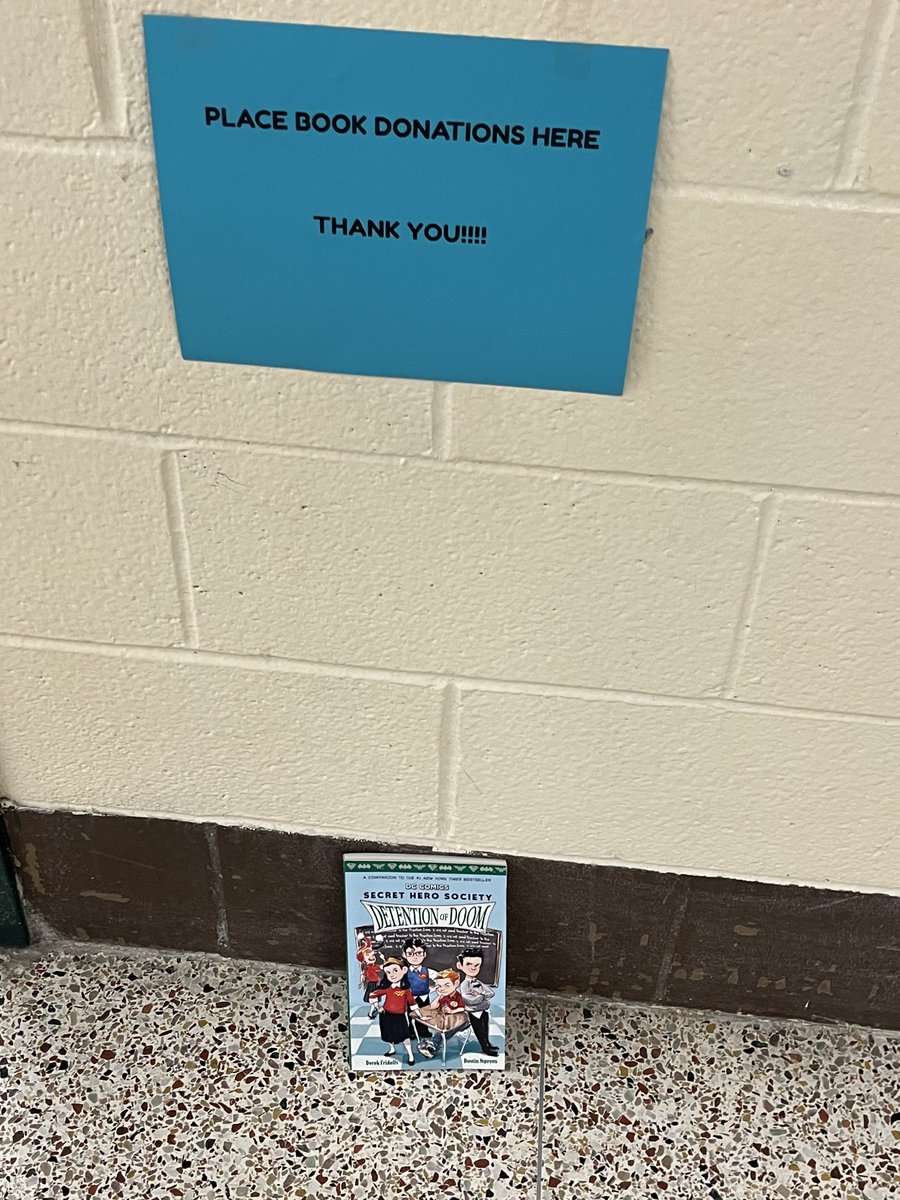 PLACE BOOK DONATIONS HERE
THANK YOU!!!!
A COMPANION TO THE #1 NEW YORK TIMES BESTSELLER
DC COMICS
SECRET HERO SOCIETY
DETENTION OF DOOM
Derek Fridolfs
Dustin Nguyen